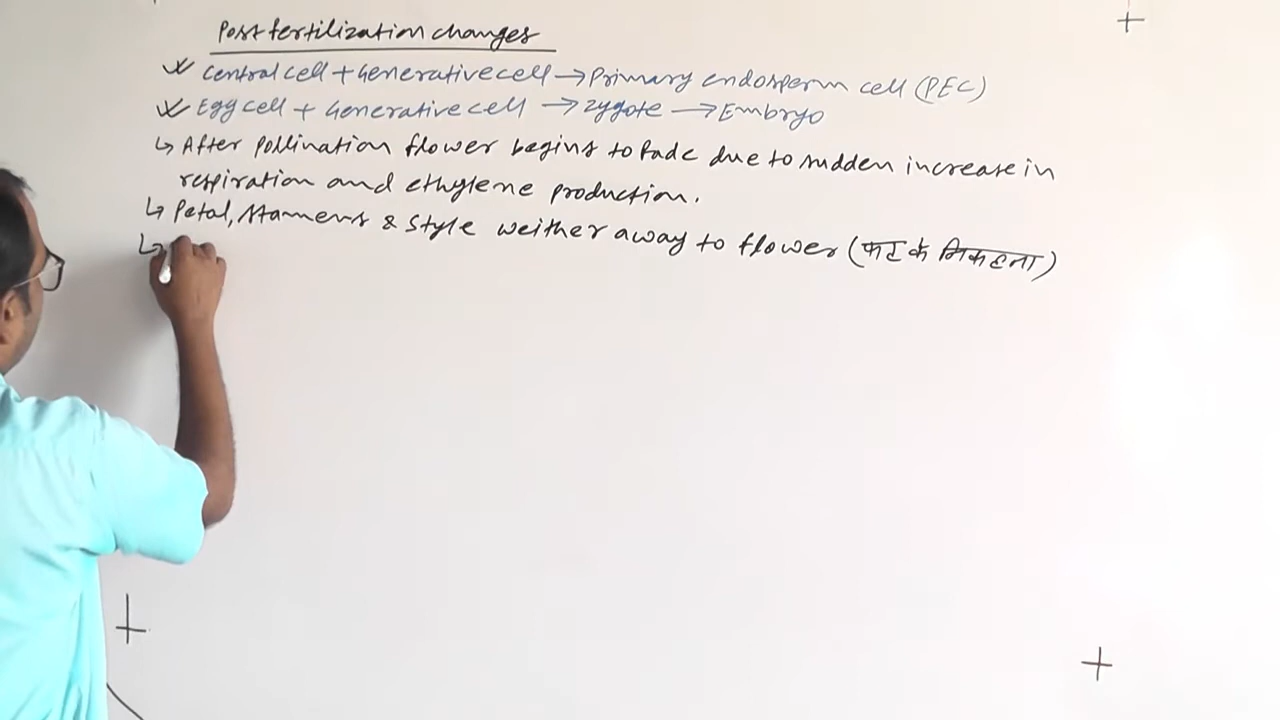 Post fertilization changes
Central cell + Generative cell → Primary endosperm cell (PEC)
Egg cell + Generative cell → zygote → Embryo
↳ After pollination flower begins to fade due to sudden increase in
respiration and ethylene production.
↳ Petal, stamens & style weither away to flower (कट के निकलना)
↳